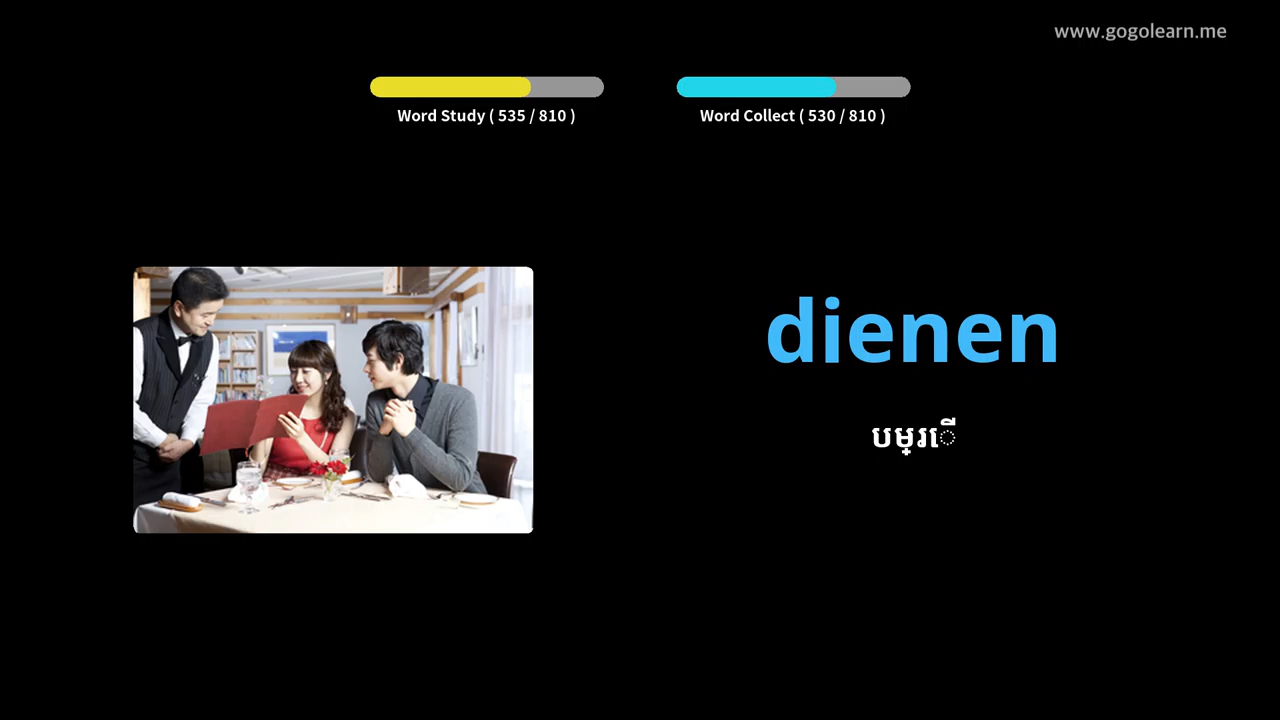 www.gogolearn.me
Word Study ( 535 / 810 )
Word Collect ( 530 / 810 )
dienen
បម្រើ